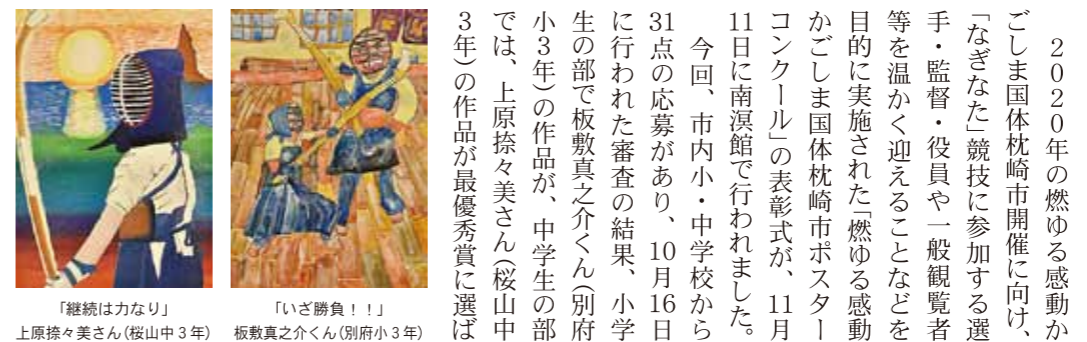 ２０２０年の燃ゆる感動か
ごしま国体枕崎市開催に向け、
「なぎなた」競技に参加する選
手・監督・役員や一般観覧者
等を温かく迎えることなどを
目的に実施された「燃ゆる感動
かごしま国体枕崎市ポスター
コンクール」の表彰式が、11月
11日に南溟館で行われました。
今回、市内小・中学校から
31点の応募があり、10月16日
に行われた審査の結果、小学
生の部で板敷真之介くん(別府
小３年)の作品が、中学生の部
では、上原捺々美さん(桜山中
３年)の作品が最優秀賞に選ば
「いざ勝負！！」
板敷真之介くん(別府小３年)
「継続は力なり」
上原捺々美さん(桜山中３年)